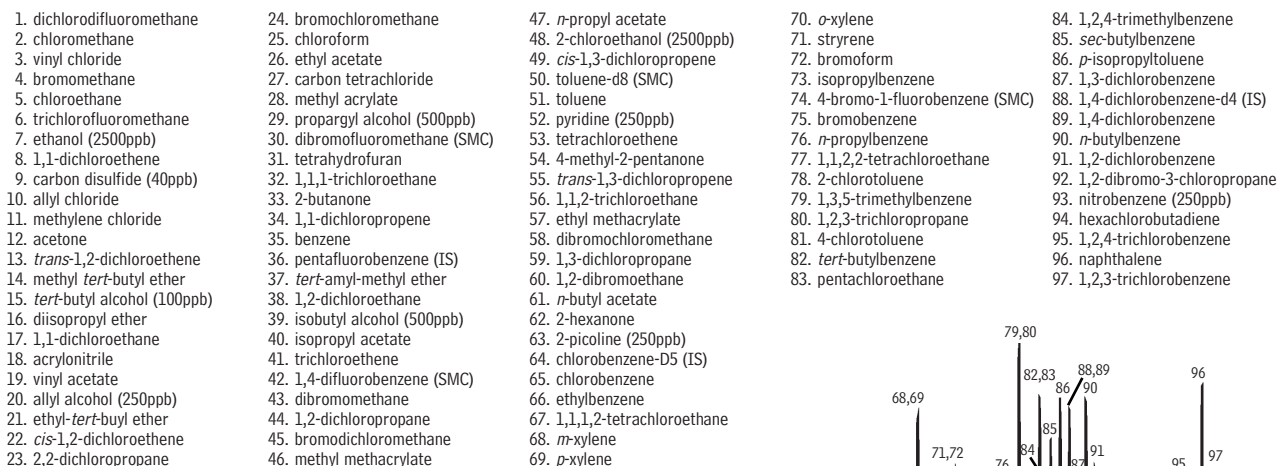 1. dichlorodifluoromethane
2. chloromethane
3. vinyl chloride
4. bromomethane
5. chloroethane
6. trichlorofluromethane
7. ethanol (2500ppb)
8. 1,1-dichloroethene
9. carbon disulfide (40ppb)
10. allyl chloride
11. methylene chloride
12. acetone
13. trans-1,2-dichloroethene
14. methyl tert-butyl ether
15. tert-butyl alcohol (100ppb)
16. diisopropyl ether
17. 1,1-dichloroethane
18. acrylonitrile
19. vinyl acetate
20. allyl alcohol (250ppb)
21. ethyl-tert-buyl ether
22. cis-1,2-dichloroethene
23. 2,2-dichloropropane
24. bromochloromethane
25. chloroform
26. ethyl acetate
27. carbon tetrachloride
28. methyl acrylate
29. propargyl alcohol (500ppb)
30. dibromofluoromethane (SMC)
31. tetrahydrofuran
32. 1,1,1-trichloroethane
33. 2-butanone
34. 1,1-dichloropropene
35. benzene
36. pentafluorobenzene (IS)
37. tert-amyl-methyl ether
38. 1,2-dichloroethane
39. isobutyl alcohol (500ppb)
40. isopropyl acetate
41. trichloroethene
42. 1,4-difluorobenzene (SMC)
43. dibromomethane
44. 1,2-dichloropropane
45. bromodichloromethane
46. methyl methacrylate
47. n-propyl acetate
48. 2-chloroethanol (2500ppb)
49. cis-1,3-dichloropropene
50. toluene-d8 (SMC)
51. toluene
52. pyridine (250ppb)
53. tetrachloroethene
54. 4-methyl-2-pentanone
55. trans-1,3-dichloropropene
56. 1,1,2-trichloroethane
57. ethyl methacrylate
58. dibromochloromethane
59. 1,3-dichloropropane
60. 1,2-dibromoethane
61. n-butyl acetate
62. 2-hexanone
63. 2-picoline (250ppb)
64. chlorobenzene-D5 (IS)
65. chlorobenzene
66. ethylbenzene
67. 1,1,1,2-tetrachloroethane
68. m-xylene
69. p-xylene
70. o-xylene
71. stryrene
72. bromoform
73. isopropylbenzene
74. 4-bromo-1-fluorobenzene (SMC)
75. bromobenzene
76. n-propylbenzene
77. 1,1,2,2-tetrachloroethane
78. 2-chlorotoluene
79. 1,3,5-trimethylbenzene
80. 1,2,3-trichloropropane
81. 4-chlorotoluene
82. tert-butylbenzene
83. pentachloroethane
84. 1,2,4-trimethylbenzene
85. sec-butylbenzene
86. p-isopropyltoluene
87. 1,3-dichlorobenzene
88. 1,4-dichlorobenzene-d4 (IS)
89. 1,4-dichlorobenzene
90. n-butylbenzene
91. 1,2-dichlorobenzene
92. 1,2-dibromo-3-chloropropane
93. nitrobenzene (250ppb)
94. hexachlorobutadiene
95. 1,2,4-trichlorobenzene
96. naphthalene
97. 1,2,3-trichlorobenzene
79,80
82,83
88,89
96
86
90
68,69
85
71,72
84
91
97
76
87
95